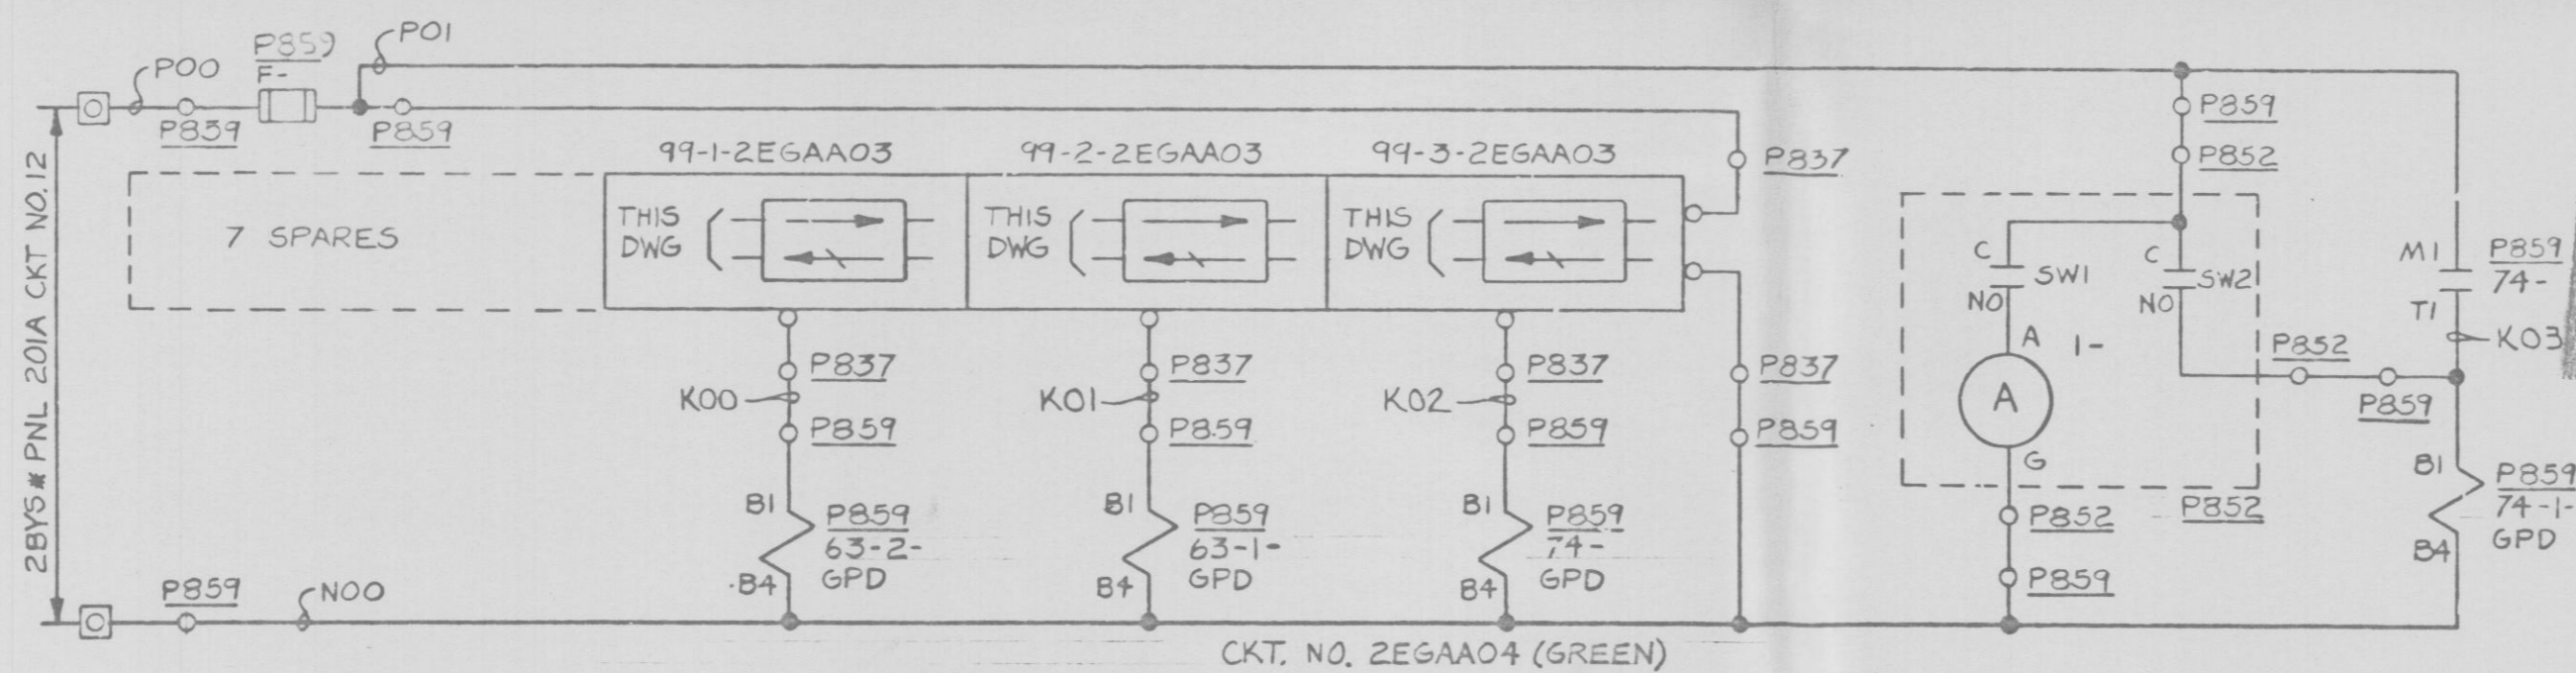 P00
P859
F-
P01
P839
P859
2BYS* PNL 201A CKT NO.12
7 SPARES
99-1-2EGAA03
99-2-2EGAA03
99-3-2EGAA03
THIS
DWG
THIS
DWG
THIS
DWG
P837
P859
P852
C
SW1
NO
C
SW2
NO
A
1-
A
G
M1
P859
74-
T1
K03
P852
P859
P837
K00
P859
P837
K01
P859
P837
K02
P859
P837
P859
B1
P859
63-2-
GPD
B4
B1
P859
63-1-
GPD
B4
B1
P859
74-
GPD
B4
P852
P852
P859
B1
P859
74-1-
GPD
B4
P859
N00
CKT. NO. 2EGAA04 (GREEN)